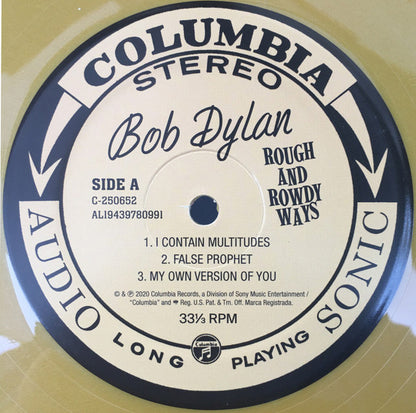 COLUMBIA
STEREO
Bob Dylan
ROUGH
AND
ROWDY
WAYS
SIDE A
C-250652
AL19439780991
1. I CONTAIN MULTITUDES
2. FALSE PROPHET
3. MY OWN VERSION OF YOU
© & ℗ 2020 Columbia Records, a Division of Sony Music Entertainment /
"Columbia" and Reg. U.S. Pat. & Tm. Off. Marca Registrada.
33⅓ RPM
AUDIO
LONG
PLAYING
SONIC
Columbia